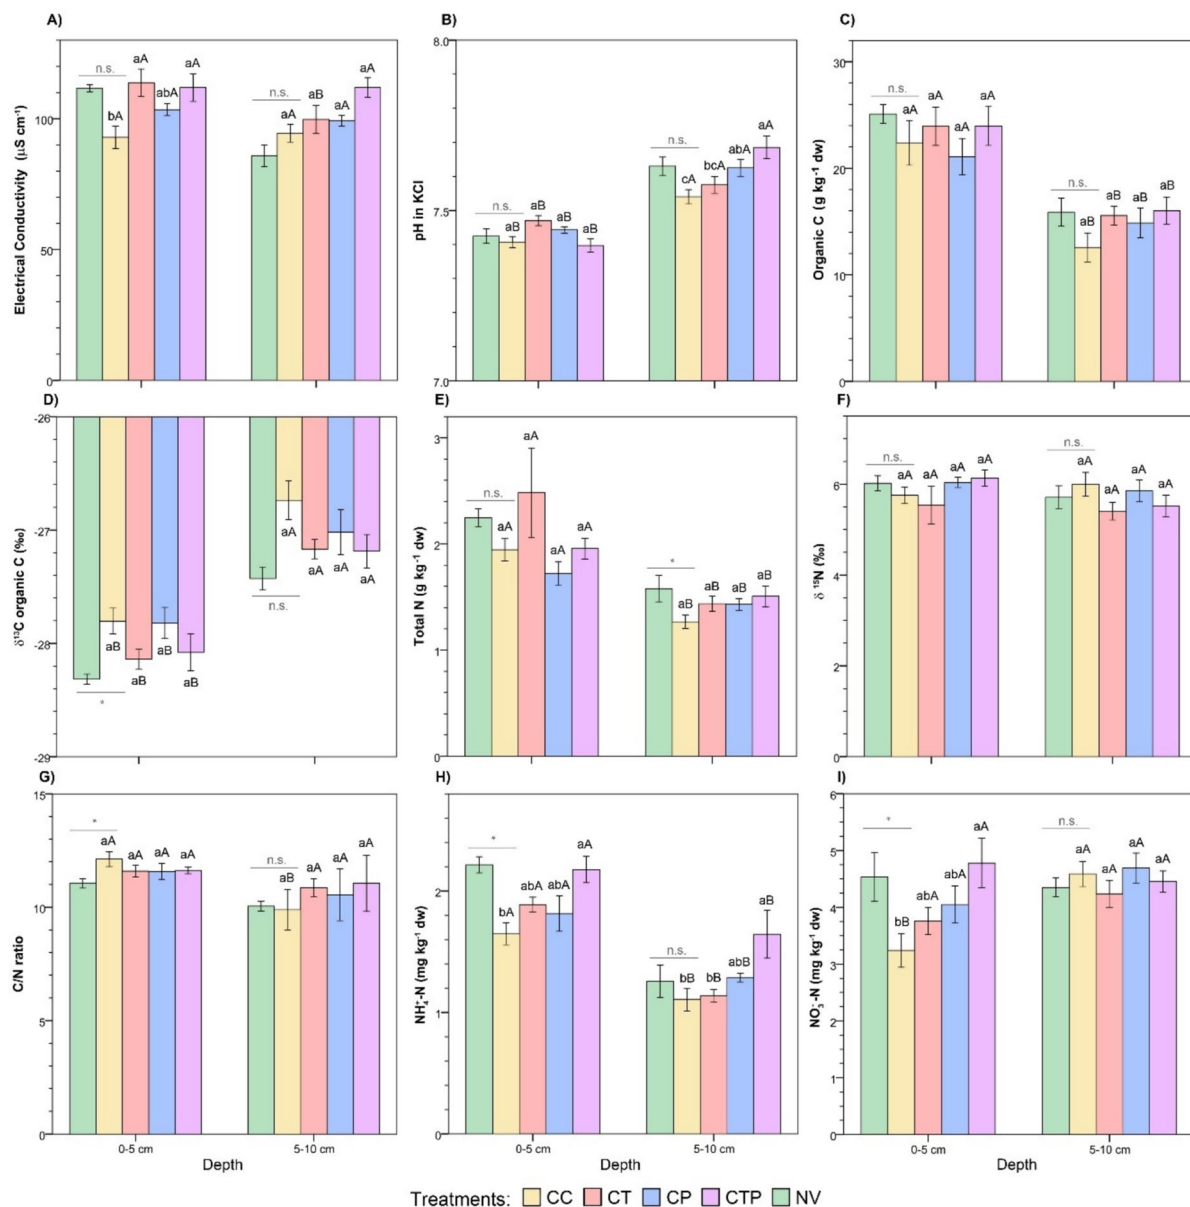 A)
Electrical Conductivity (µS cm⁻¹)
100
50
0
n.s.
bA
aA
abA
aA
n.s.
aA
aB
aA
aA
B)
pH in KCl
8.0
7.5
7.0
n.s.
aB
aB
aB
aB
n.s.
cA
bcA
abA
aA
C)
Organic C (g kg⁻¹ dw)
30
20
10
0
n.s.
aA
aA
aA
aA
n.s.
aB
aB
aB
aB
D)
δ¹³C organic C (‰)
-26
-27
-28
-29
*
aB
aB
aB
aB
n.s.
aA
aA
aA
aA
E)
Total N (g kg⁻¹ dw)
3
2
1
0
n.s.
aA
aA
aA
aA
*
aB
aB
aB
aB
F)
δ ¹⁵N (‰)
6
4
2
0
n.s.
aA
aA
aA
aA
n.s.
aA
aA
aA
aA
G)
C/N ratio
15
10
5
0
*
aA
aA
aA
aA
n.s.
aB
aA
aA
aA
0-5 cm
5-10 cm
Depth
H)
NH₄⁺-N (mg kg⁻¹ dw)
2
1
0
*
bA
abA
abA
aA
n.s.
bB
bB
abB
aB
0-5 cm
5-10 cm
Depth
I)
NO₃⁻-N (mg kg⁻¹ dw)
6
5
4
3
2
1
0
*
bB
abA
abA
aA
n.s.
aA
aA
aA
aA
0-5 cm
5-10 cm
Depth
Treatments: CC CT CP CTP NV